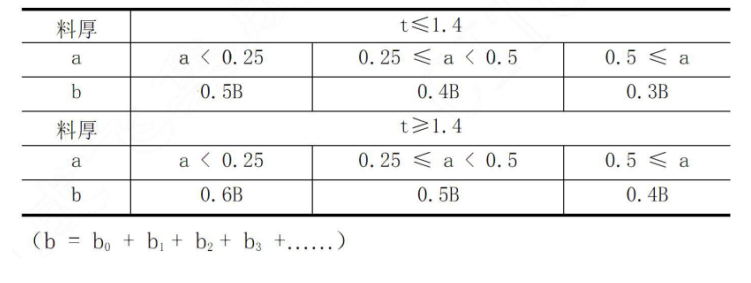 料厚 t≤1.4
a a < 0.25 0.25 ≤ a < 0.5 0.5 ≤ a
b 0.5B 0.4B 0.3B
料厚 t≥1.4
a a < 0.25 0.25 ≤ a < 0.5 0.5 ≤ a
b 0.6B 0.5B 0.4B
(b = b₀ + b₁ + b₂ + b₃ +......)